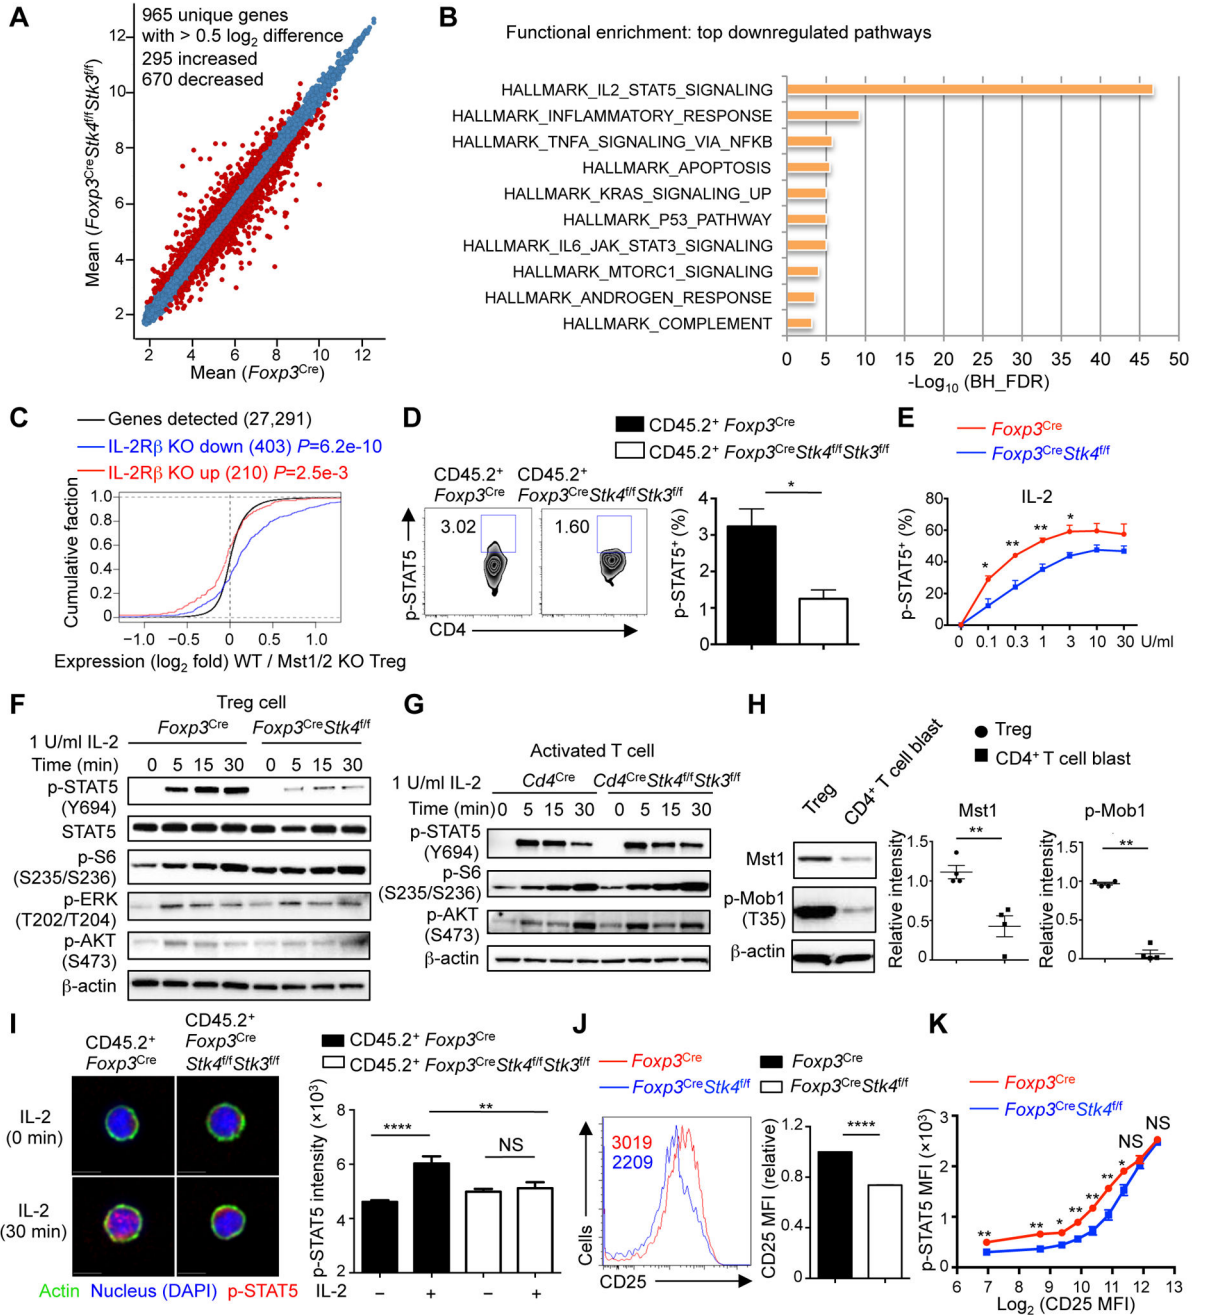 A
965 unique genes
with > 0.5 log2 difference
295 increased
670 decreased
Mean (Foxp3CreStk4f/fStk3f/f)
12
10
8
6
4
2
2 4 6 8 10 12
Mean (Foxp3Cre)
B
Functional enrichment: top downregulated pathways
HALLMARK_IL2_STAT5_SIGNALING
HALLMARK_INFLAMMATORY_RESPONSE
HALLMARK_TNFA_SIGNALING_VIA_NFKB
HALLMARK_APOPTOSIS
HALLMARK_KRAS_SIGNALING_UP
HALLMARK_P53_PATHWAY
HALLMARK_IL6_JAK_STAT3_SIGNALING
HALLMARK_MTORC1_SIGNALING
HALLMARK_ANDROGEN_RESPONSE
HALLMARK_COMPLEMENT
0 5 10 15 20 25 30 35 40 45 50
-Log10 (BH_FDR)
C
Genes detected (27,291)
IL-2Rβ KO down (403) P=6.2e-10
IL-2Rβ KO up (210) P=2.5e-3
Cumulative fraction
1.0
0.8
0.6
0.4
0.2
0
−1.0 −0.5 0 0.5 1.0
Expression (log2 fold) WT / Mst1/2 KO Treg
D
CD45.2+ Foxp3Cre
CD45.2+ Foxp3CreStk4f/fStk3f/f
CD45.2+
Foxp3Cre
CD45.2+
Foxp3CreStk4f/fStk3f/f
3.02
1.60
p-STAT5
CD4
p-STAT5+ (%)
4
3
2
1
0
*
E
Foxp3Cre
Foxp3CreStk4f/f
IL-2
p-STAT5+ (%)
80
60
40
20
0
* ** ** *
0 0.1 0.3 1 3 10 30 U/ml
F
Treg cell
Foxp3Cre Foxp3CreStk4f/f
1 U/ml IL-2
Time (min) 0 5 15 30 0 5 15 30
p-STAT5
(Y694)
STAT5
p-S6
(S235/S236)
p-ERK
(T202/T204)
p-AKT
(S473)
β-actin
G
Activated T cell
1 U/ml IL-2 Cd4Cre Cd4CreStk4f/fStk3f/f
Time (min) 0 5 15 30 0 5 15 30
p-STAT5
(Y694)
p-S6
(S235/S236)
p-AKT
(S473)
β-actin
H
Treg
CD4+ T cell blast
Treg
CD4+ T cell blast
Mst1
p-Mob1
(T35)
β-actin
Mst1
Relative intensity
1.5
1.0
0.5
0
**
p-Mob1
Relative intensity
1.5
1.0
0.5
0
**
I
CD45.2+
Foxp3Cre
CD45.2+
Foxp3Cre
Stk4f/fStk3f/f
IL-2
(0 min)
IL-2
(30 min)
Actin Nucleus (DAPI) p-STAT5
CD45.2+ Foxp3Cre
CD45.2+ Foxp3CreStk4f/fStk3f/f
p-STAT5 intensity (×10³)
8
6
4
2
**
**** NS
IL-2 − + − +
J
Foxp3Cre
Foxp3CreStk4f/f
Foxp3Cre
Foxp3CreStk4f/f
3019
2209
Cells
CD25
CD25 MFI (relative)
1.2
0.8
0.4
0
****
K
Foxp3Cre
Foxp3CreStk4f/f
p-STAT5 MFI (×10³)
3
2
1
0
** ** * ** ** ** * NS NS
6 7 8 9 10 11 12 13
Log2 (CD25 MFI)